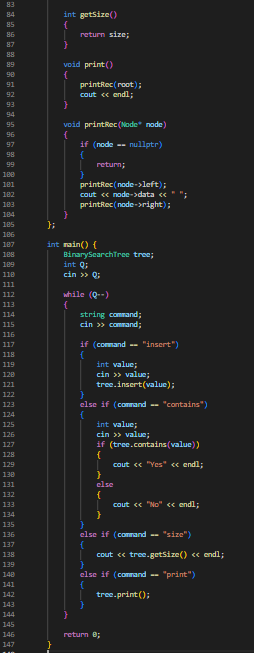 83
84 int getSize()
85 {
86 return size;
87 }
88
89 void print()
90 {
91 printRec(root);
92 cout << endl;
93 }
94
95 void printRec(Node* node)
96 {
97 if (node == nullptr)
98 {
99 return;
100 }
101 printRec(node->left);
102 cout << node->data << " ";
103 printRec(node->right);
104 }
105 };
106
107 int main() {
108 BinarySearchTree tree;
109 int Q;
110 cin >> Q;
111
112 while (Q--)
113 {
114 string command;
115 cin >> command;
116
117 if (command == "insert")
118 {
119 int value;
120 cin >> value;
121 tree.insert(value);
122 }
123 else if (command == "contains")
124 {
125 int value;
126 cin >> value;
127 if (tree.contains(value))
128 {
129 cout << "Yes" << endl;
130 }
131 else
132 {
133 cout << "No" << endl;
134 }
135 }
136 else if (command == "size")
137 {
138 cout << tree.getSize() << endl;
139 }
140 else if (command == "print")
141 {
142 tree.print();
143 }
144 }
145
146 return 0;
147 }